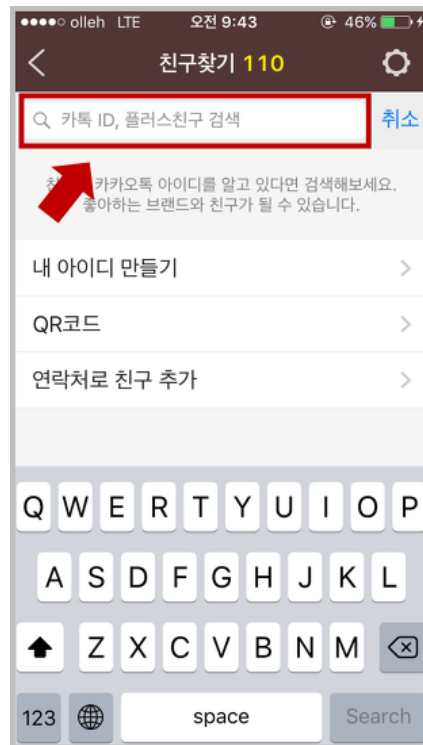 olleh LTE 오전 9:43 46%
친구찾기 110
카톡 ID, 플러스친구 검색 취소
카카오톡 아이디를 알고 있다면 검색해보세요.
좋아하는 브랜드와 친구가 될 수 있습니다.
내 아이디 만들기
QR코드
연락처로 친구 추가
Q W E R T Y U I O P
A S D F G H J K L
Z X C V B N M
123 space Search